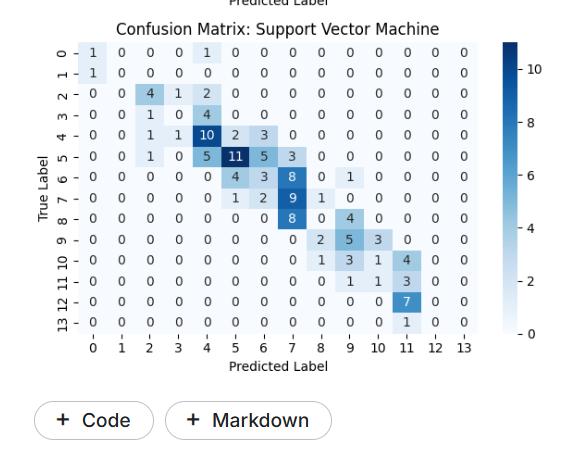 Predicted Label
Confusion Matrix: Support Vector Machine
0 1 0 0 0 1 0 0 0 0 0 0 0 0 0
1 1 0 0 0 0 0 0 0 0 0 0 0 0 0
2 0 0 4 1 2 0 0 0 0 0 0 0 0 0
3 0 0 1 0 4 0 0 0 0 0 0 0 0 0
4 0 0 1 1 10 2 3 0 0 0 0 0 0 0
5 0 0 1 0 5 11 5 3 0 0 0 0 0 0
6 0 0 0 0 0 4 3 8 0 1 0 0 0 0
7 0 0 0 0 0 1 2 9 1 0 0 0 0 0
8 0 0 0 0 0 0 0 8 0 4 0 0 0 0
9 0 0 0 0 0 0 0 0 2 5 3 0 0 0
10 0 0 0 0 0 0 0 0 1 3 1 4 0 0
11 0 0 0 0 0 0 0 0 0 1 1 3 0 0
12 0 0 0 0 0 0 0 0 0 0 0 7 0 0
13 0 0 0 0 0 0 0 0 0 0 0 1 0 0
0 1 2 3 4 5 6 7 8 9 10 11 12 13
True Label
Predicted Label
10
8
6
4
2
0
+ Code
+ Markdown